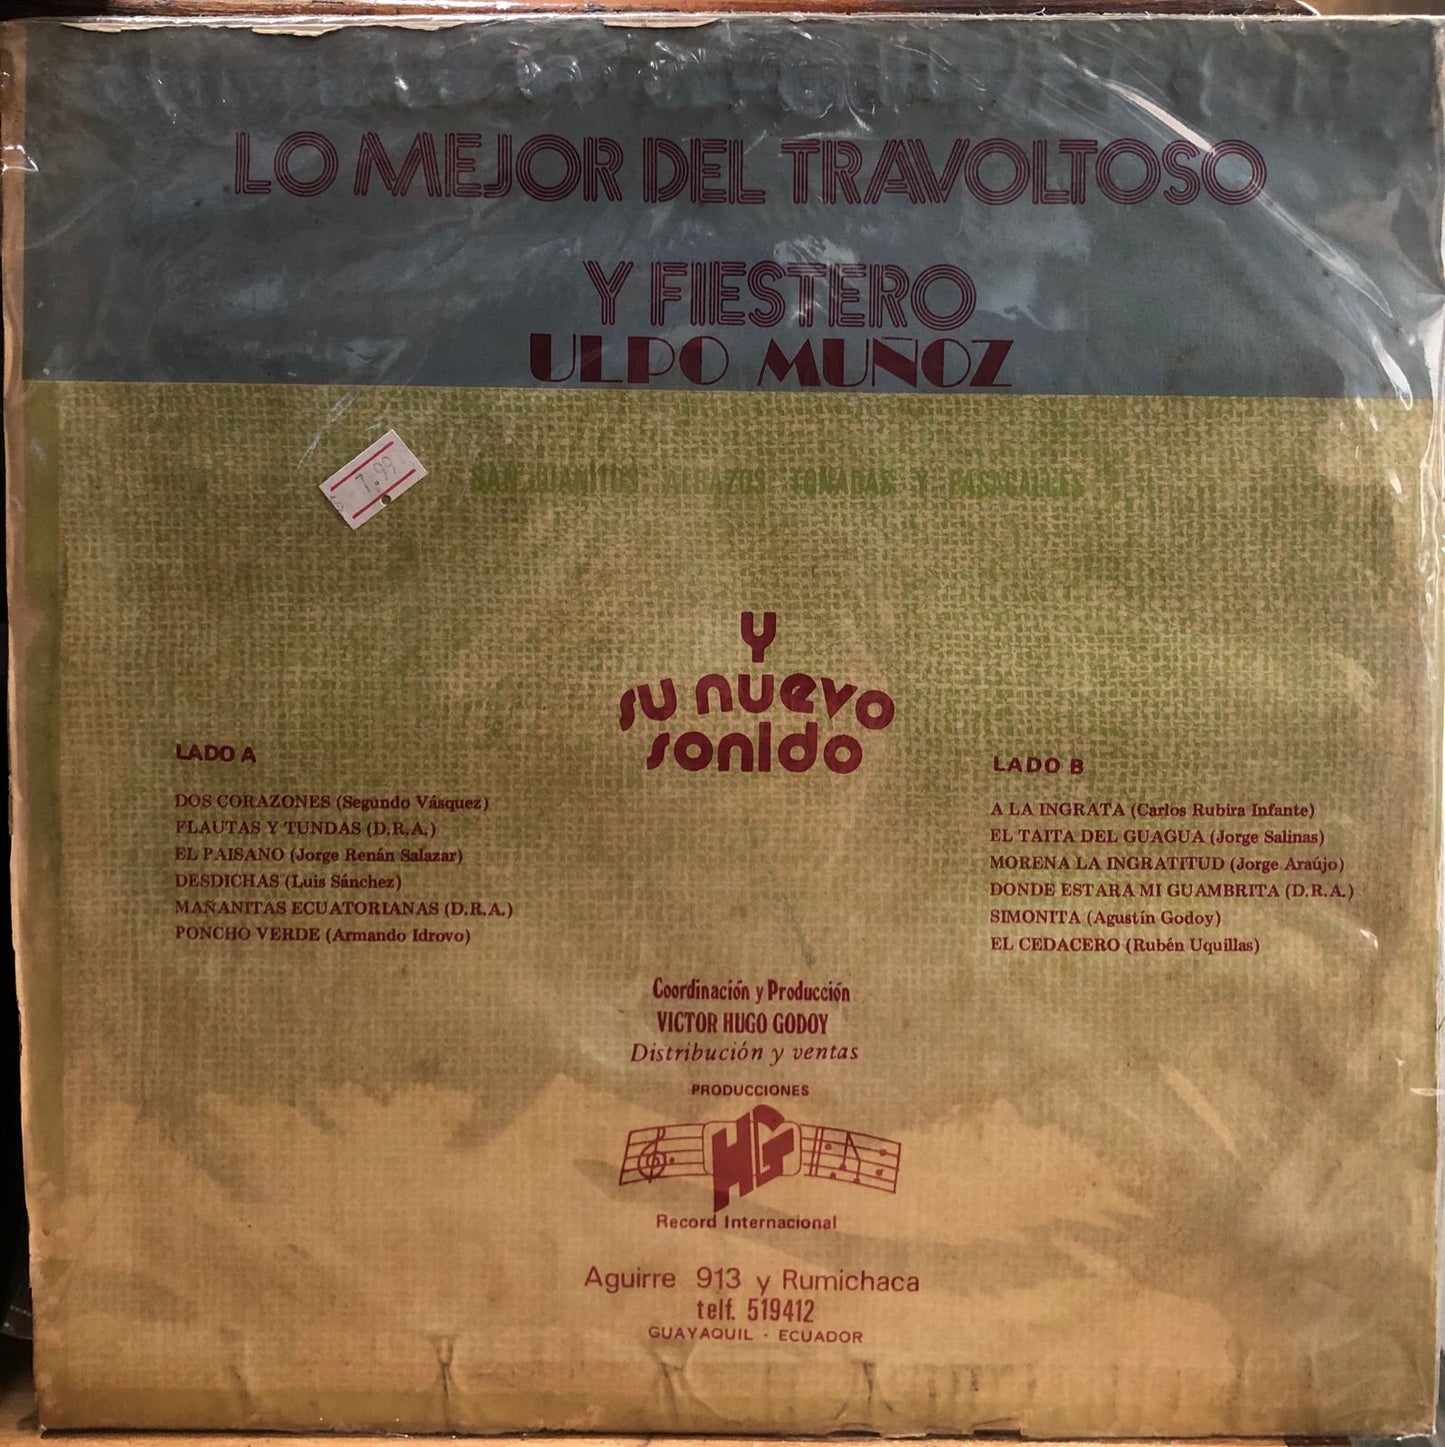 LO MEJOR DEL TRAVOLTOSO
Y FIESTERO
ULPO MUÑOZ
7,99
SANJUANITOS ALBAZOS TONADAS Y PASACALLES
Y
su nuevo
sonido
LADO A
DOS CORAZONES (Segundo Vásquez)
FLAUTAS Y TUNDAS (D.R.A.)
EL PAISANO (Jorge Renán Salazar)
DESDICHAS (Luis Sánchez)
MAÑANITAS ECUATORIANAS (D.R.A.)
PONCHO VERDE (Armando Idrovo)
LADO B
A LA INGRATA (Carlos Rubira Infante)
EL TAITA DEL GUAGUA (Jorge Salinas)
MORENA LA INGRATITUD (Jorge Araújo)
DONDE ESTARA MI GUAMBRITA (D.R.A.)
SIMONITA (Agustín Godoy)
EL CEDACERO (Rubén Uquillas)
Coordinación y Producción
VICTOR HUGO GODOY
Distribución y ventas
PRODUCCIONES
HG
Record Internacional
Aguirre 913 y Rumichaca
telf. 519412
GUAYAQUIL - ECUADOR